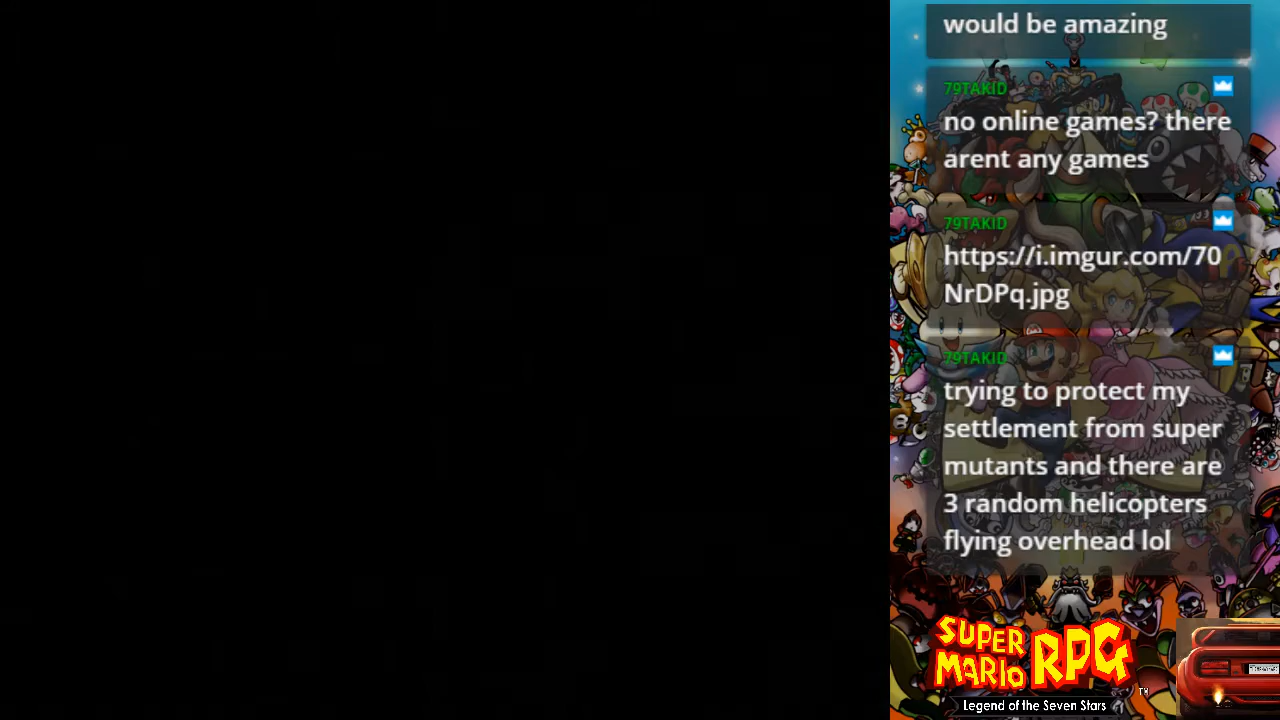 would be amazing
79TAKID
no online games? there
arent any games
79TAKID
https://i.imgur.com/70
NrDPq.jpg
79TAKID
trying to protect my
settlement from super
mutants and there are
3 random helicopters
flying overhead lol
SUPER
MARIO
RPG
™
Legend of the Seven Stars